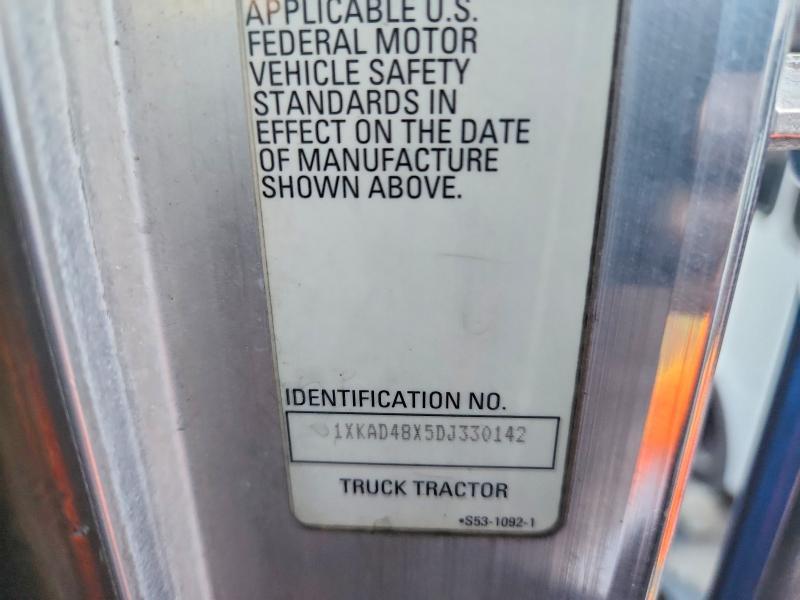 APPLICABLE U.S.
FEDERAL MOTOR
VEHICLE SAFETY
STANDARDS IN
EFFECT ON THE DATE
OF MANUFACTURE
SHOWN ABOVE.
IDENTIFICATION NO.
1XKAD48X5DJ330142
TRUCK TRACTOR
•S53-1092-1